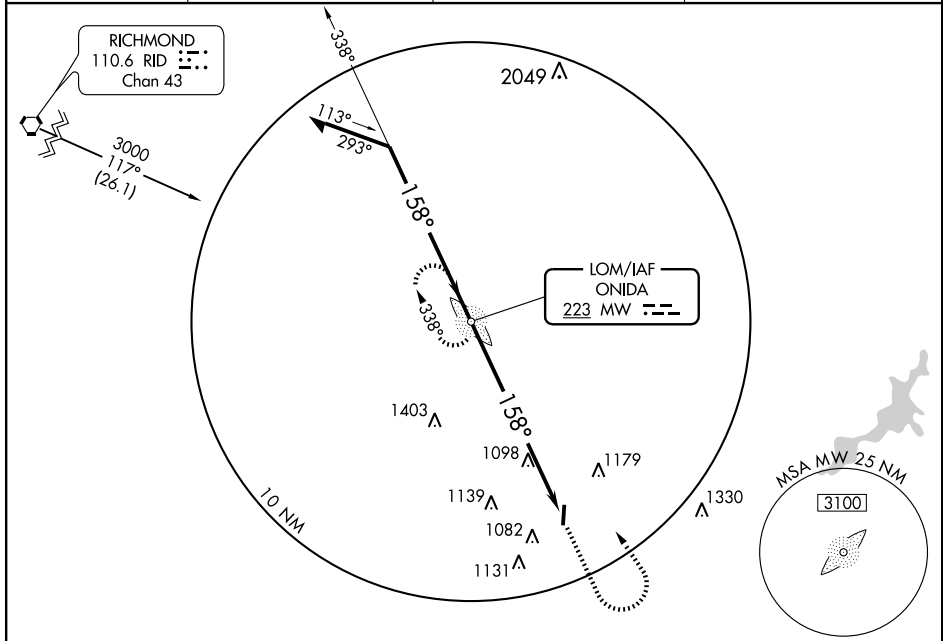 RICHMOND
110.6 RID
Chan 43
3000
117°
(26.1)
338°
113°
293°
2049
158°
LOM/IAF
ONIDA
223 MW
338°
158°
1403
1098
1179
1139
1082
1131
1330
10 NM
MSA MW 25 NM
3100